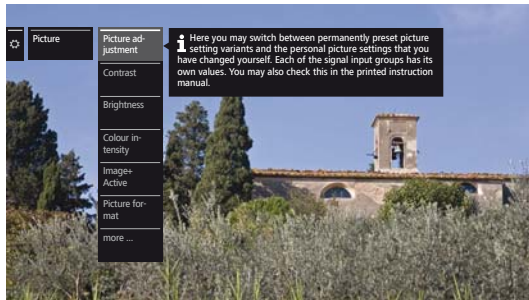 Picture
Picture ad-
justment
Contrast
Brightness
Colour in-
tensity
Image+
Active
Picture for-
mat
more ...
i Here you may switch between permanently preset picture
setting variants and the personal picture settings that you
have changed yourself. Each of the signal input groups has its
own values. You may also check this in the printed instruction
manual.